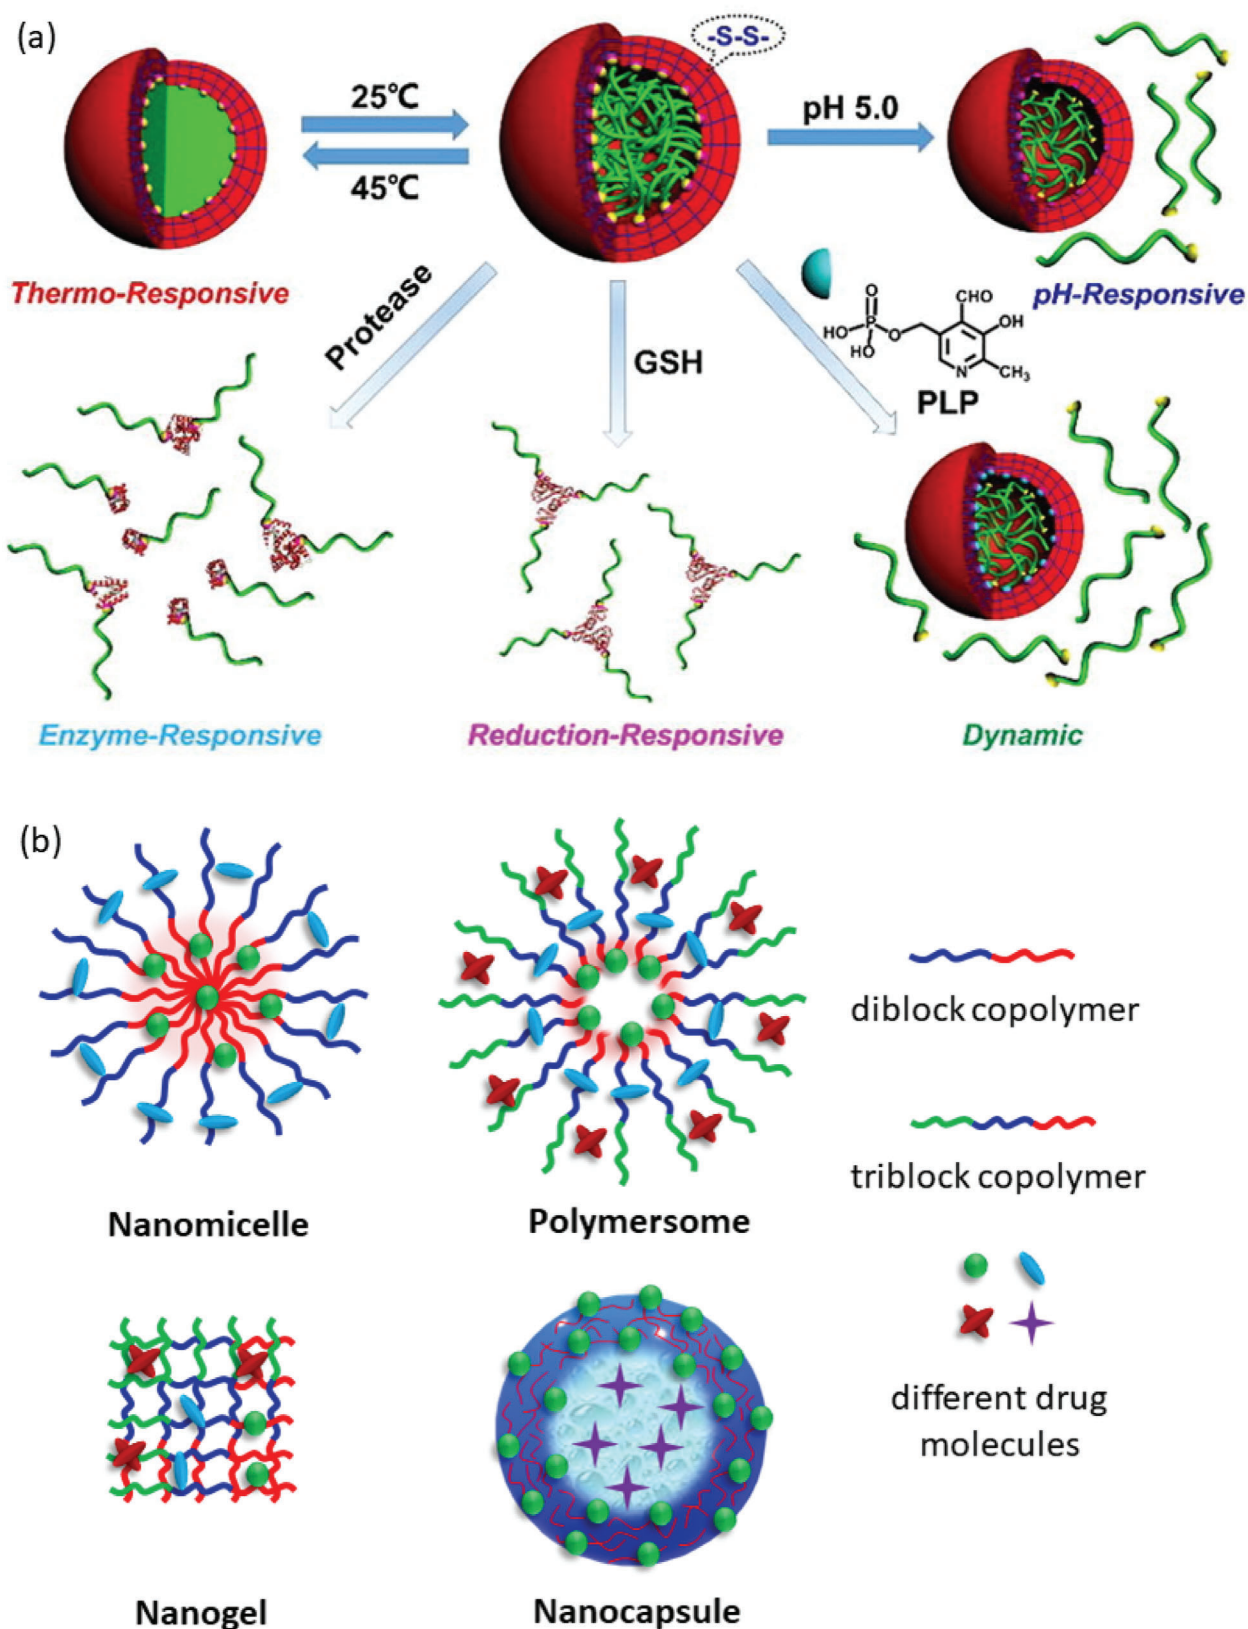 (a)
-S-S-
25℃
45℃
pH 5.0
Thermo-Responsive
pH-Responsive
Protease
GSH
O
HO
P
O
HO
CHO
OH
N
CH3
PLP
Enzyme-Responsive
Reduction-Responsive
Dynamic
(b)
diblock copolymer
triblock copolymer
Nanomicelle
Polymersome
different drug
molecules
Nanogel
Nanocapsule